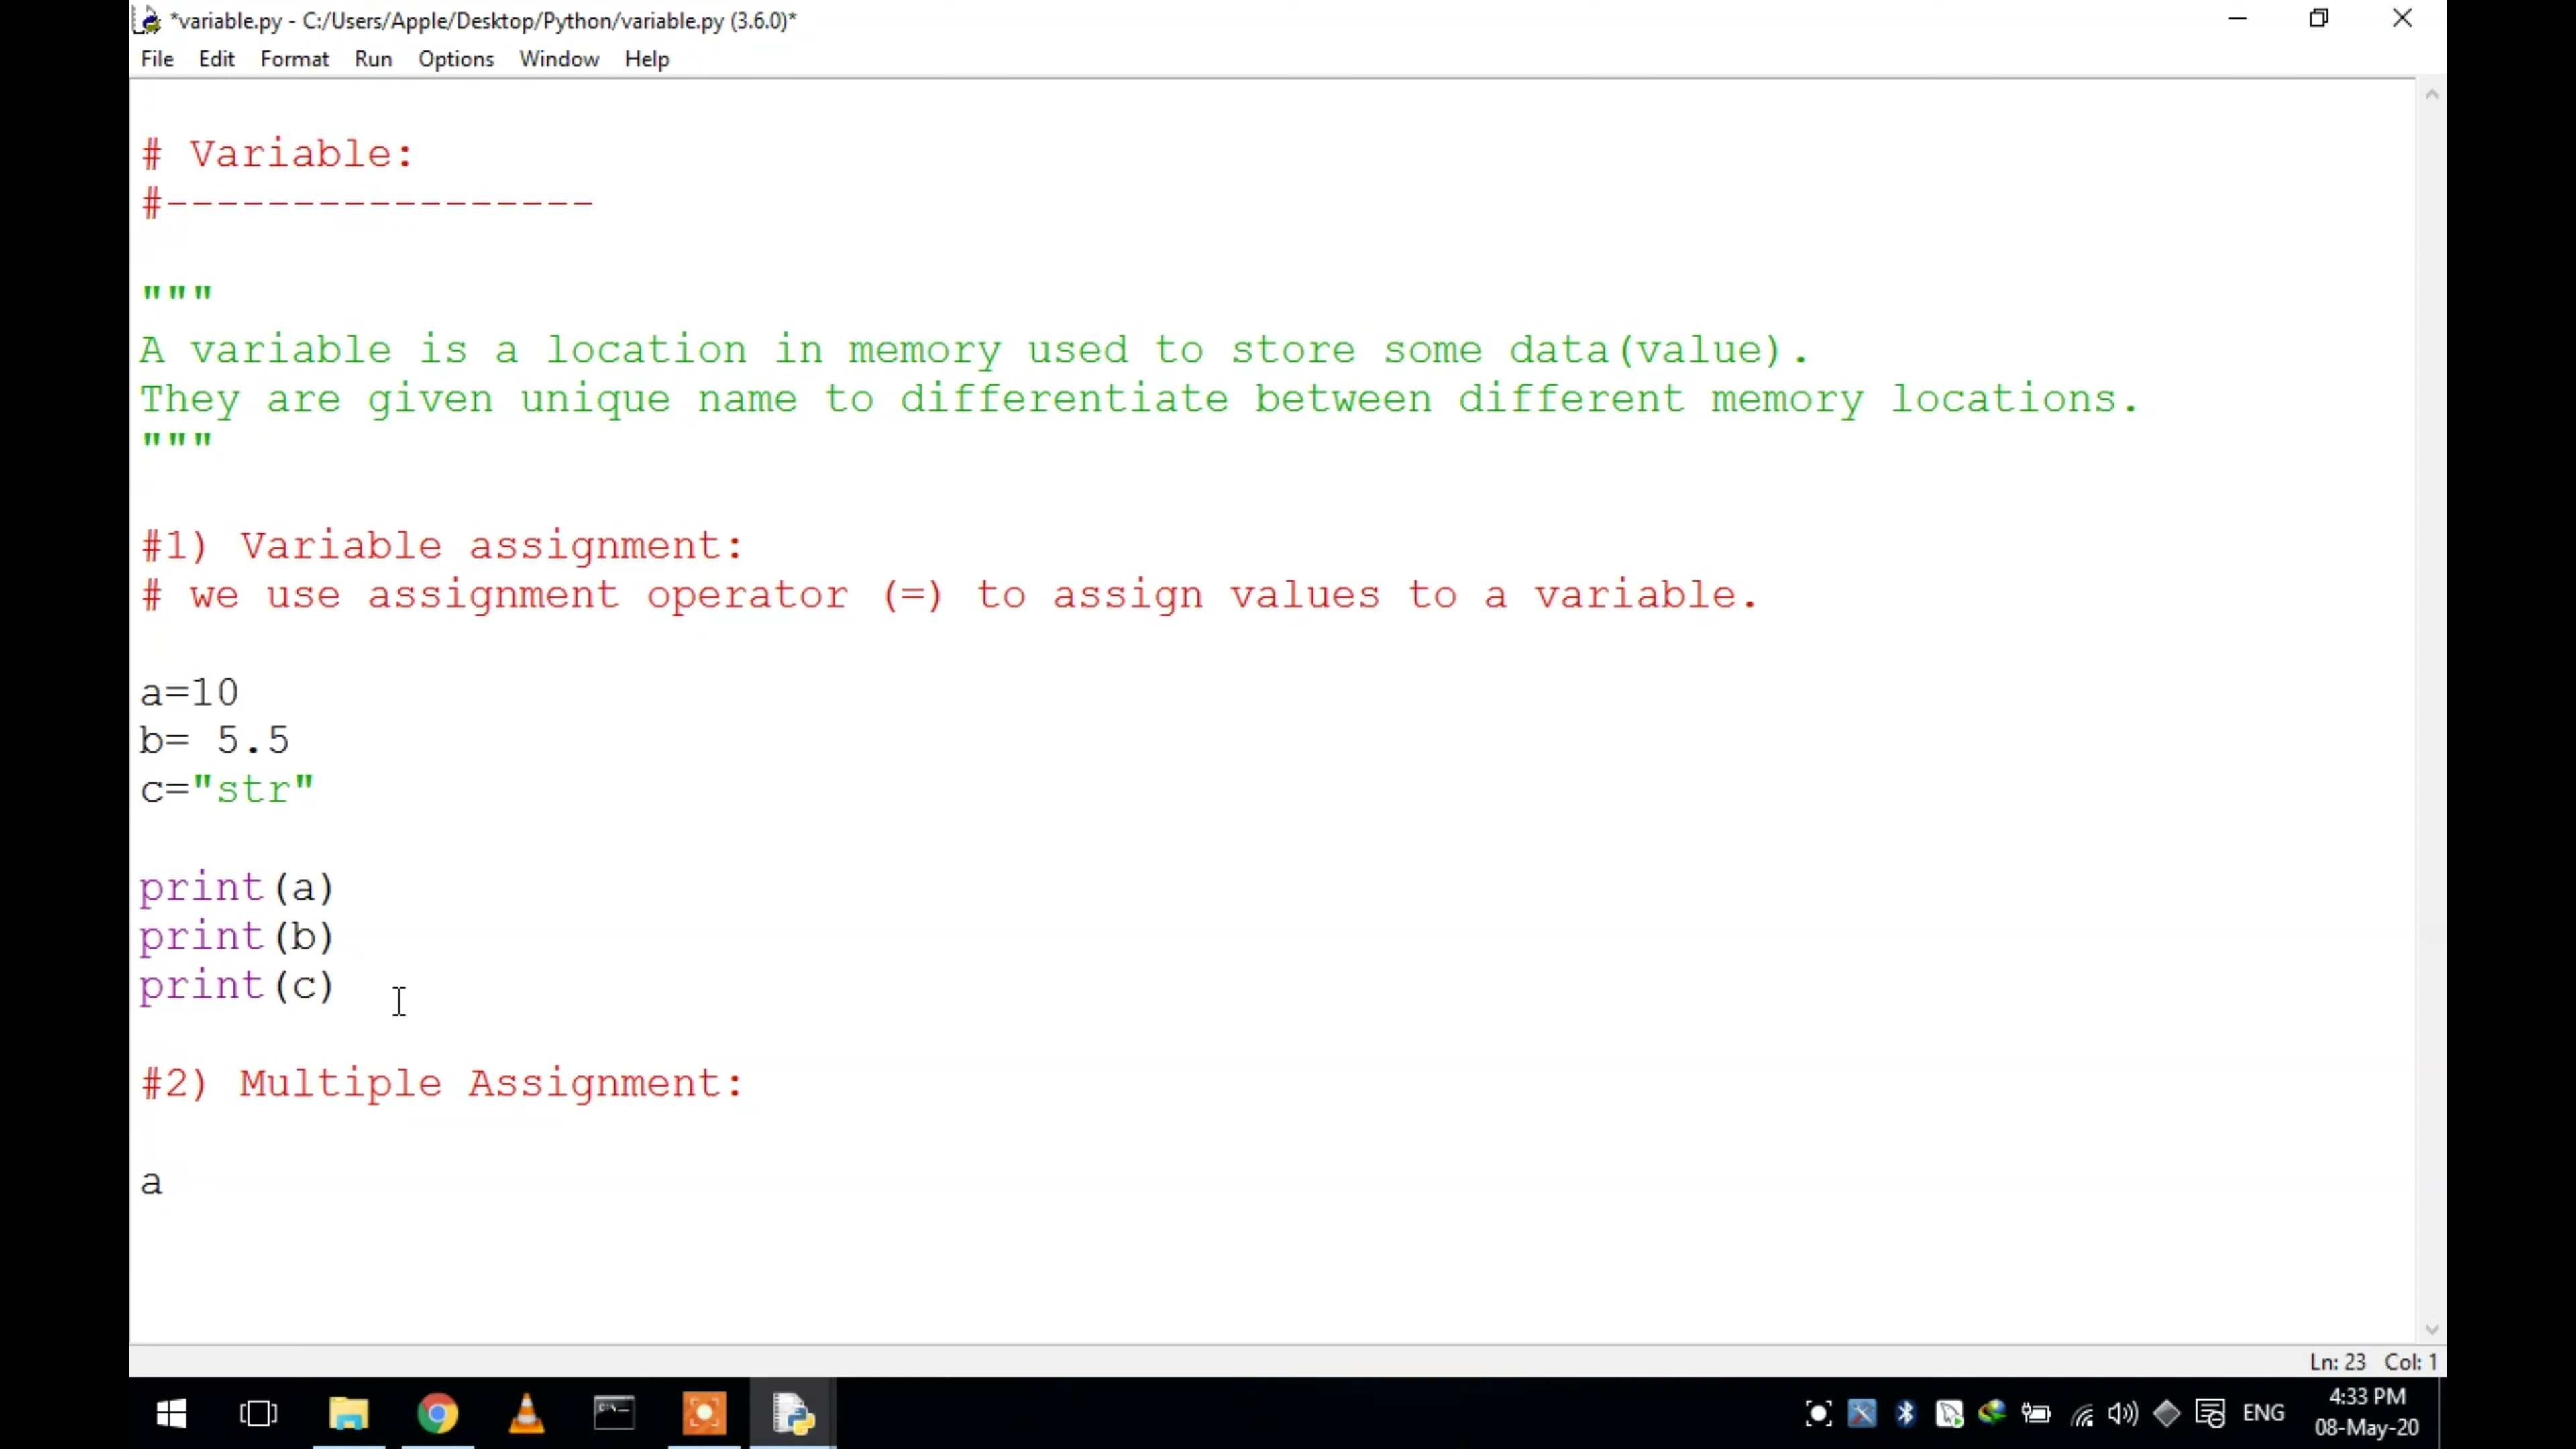 *variable.py - C:/Users/Apple/Desktop/Python/variable.py (3.6.0)*
File Edit Format Run Options Window Help
# Variable:
#-----------------
"""
A variable is a location in memory used to store some data(value).
They are given unique name to differentiate between different memory locations.
"""
#1) Variable assignment:
# we use assignment operator (=) to assign values to a variable.
a=10
b= 5.5
c="str"
print(a)
print(b)
print(c)
#2) Multiple Assignment:
a
Ln: 23 Col: 1
ENG
4:33 PM
08-May-20